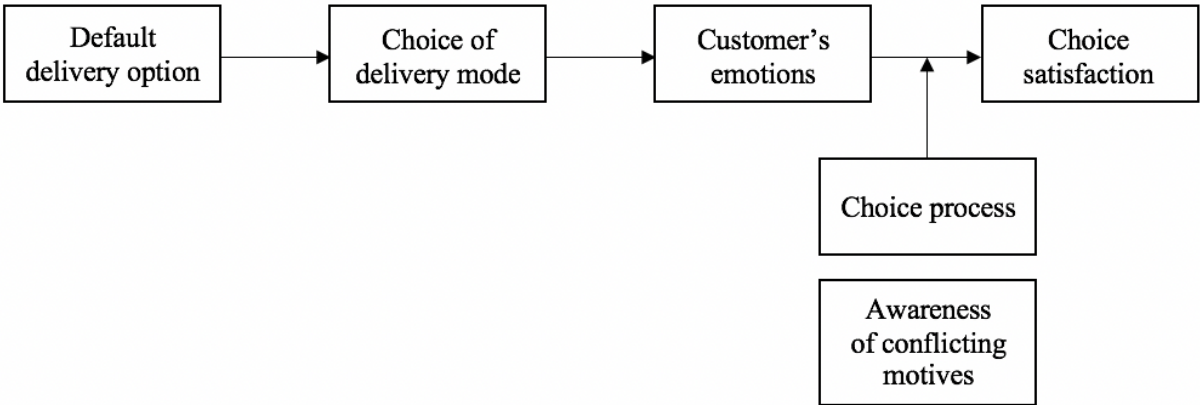 Default
delivery option
Choice of
delivery mode
Customer's
emotions
Choice
satisfaction
Choice process
Awareness
of conflicting
motives